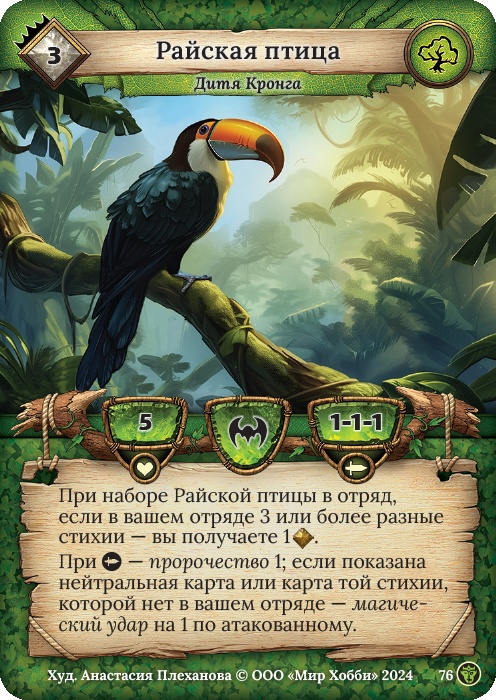 3
Райская птица
Дитя Кронга
5
1-1-1
При наборе Райской птицы в отряд,
если в вашем отряде 3 или более разные
стихии — вы получаете 1.
При — пророчество 1; если показана
нейтральная карта или карта той стихии,
которой нет в вашем отряде — магиче-
ский удар на 1 по атакованному.
Худ. Анастасия Плеханова © ООО «Мир Хобби» 2024 76